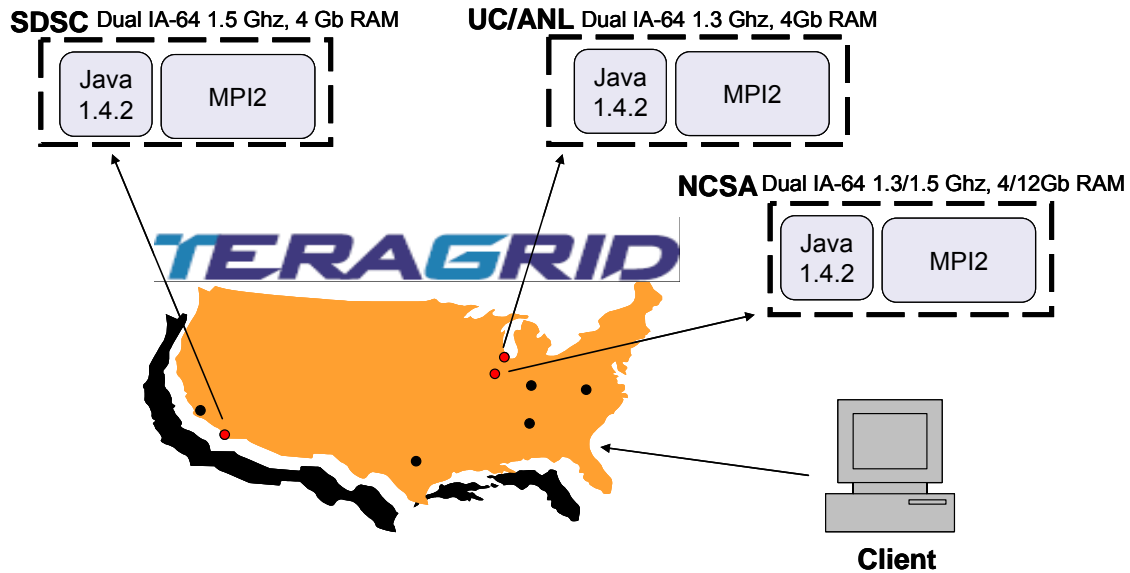 SDSC Dual IA-64 1.5 Ghz, 4 Gb RAM
Java
1.4.2
MPI2
UC/ANL Dual IA-64 1.3 Ghz, 4Gb RAM
Java
1.4.2
MPI2
NCSA Dual IA-64 1.3/1.5 Ghz, 4/12Gb RAM
Java
1.4.2
MPI2
TERAGRID
Client